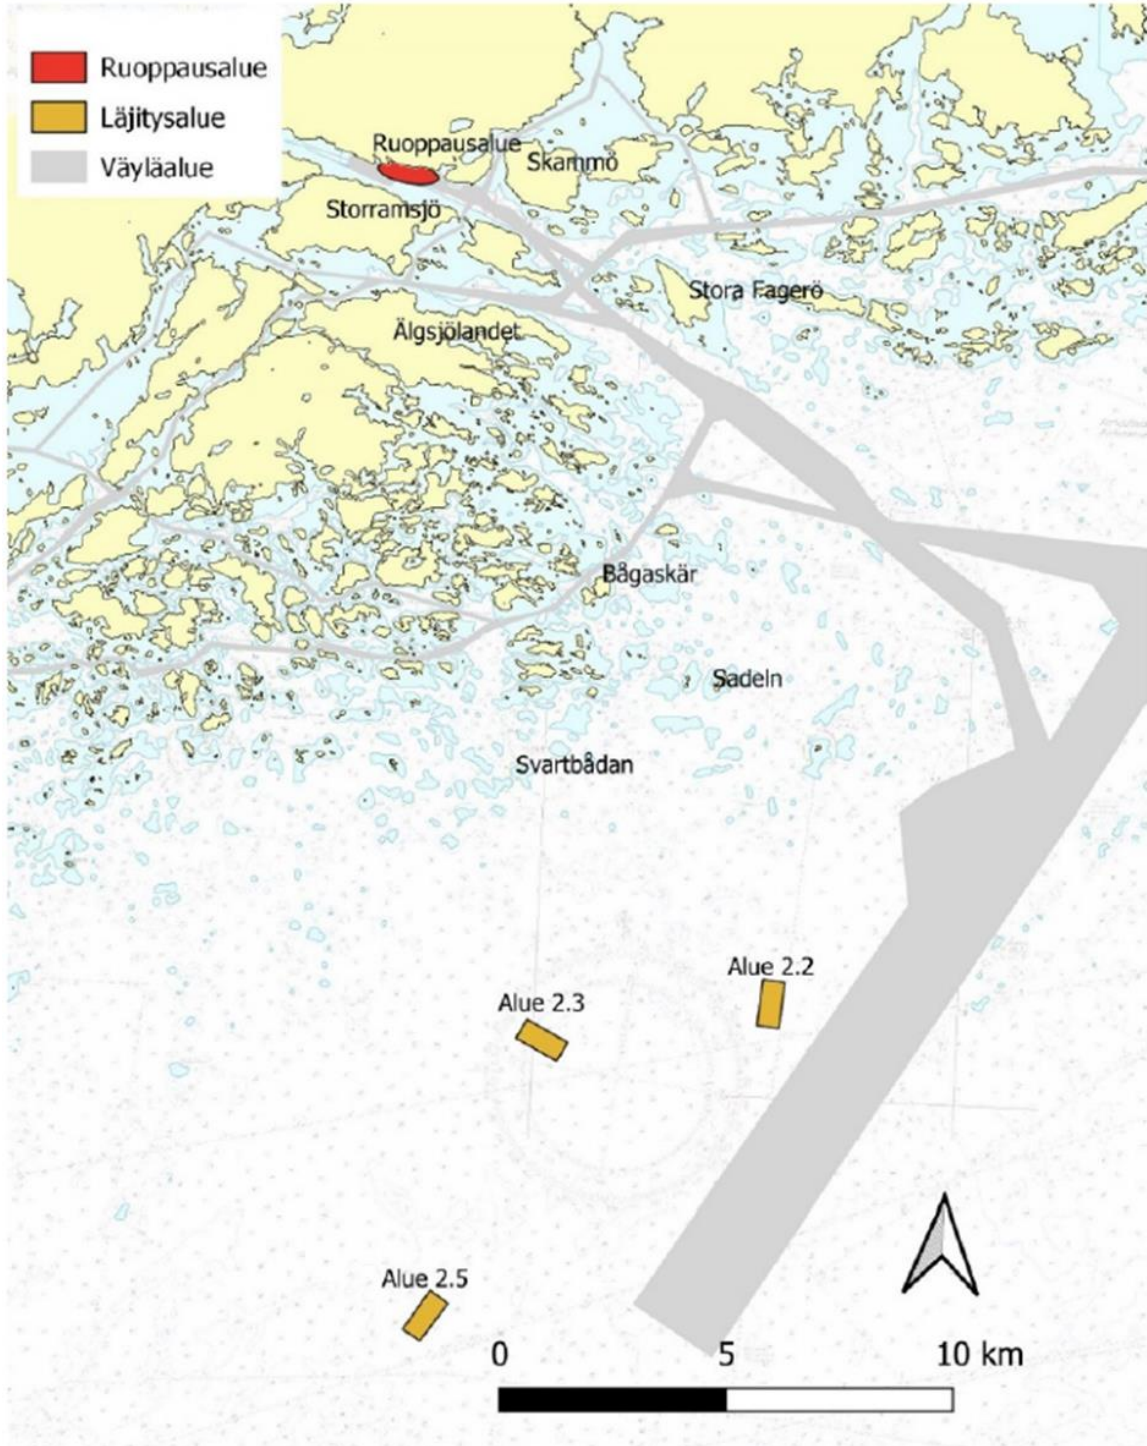 Ruoppausalue
Läjitysalue
Väyläalue
Ruoppausalue
Skammö
Storramsjö
Stora Fagerö
Älgsjölandet
Bågaskär
Sadeln
Svartbådan
Alue 2.2
Alue 2.3
Alue 2.5
0 5 10 km